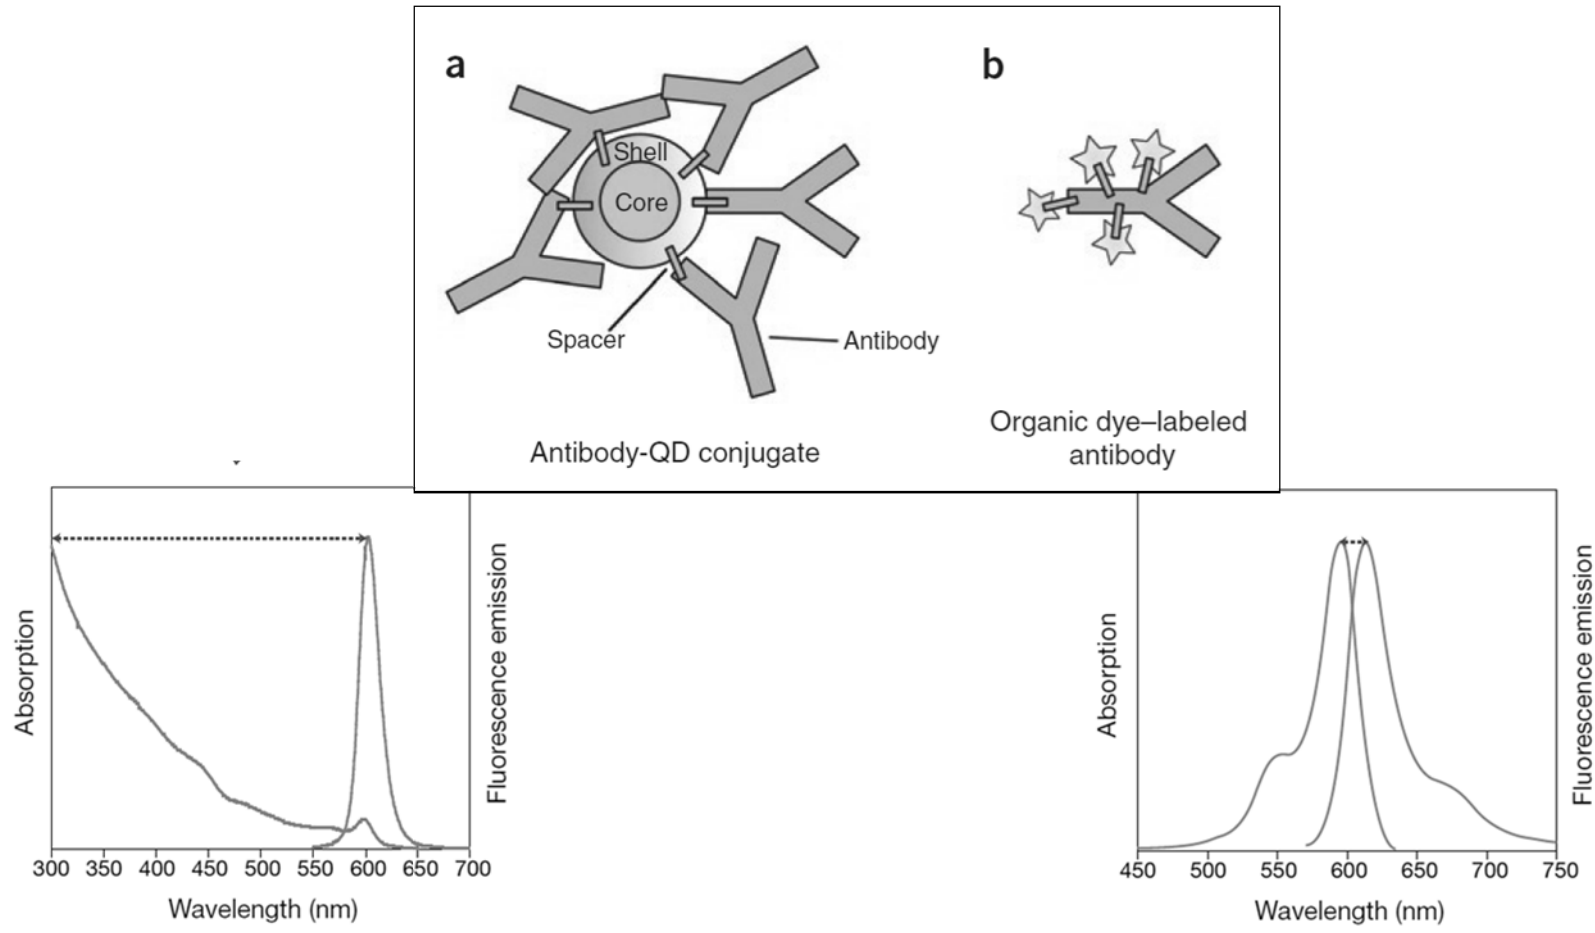 a
b
Shell
Core
Spacer
Antibody
Antibody-QD conjugate
Organic dye–labeled
antibody
Absorption
Fluorescence emission
300 350 400 450 500 550 600 650 700
Wavelength (nm)
Absorption
Fluorescence emission
450 500 550 600 650 700 750
Wavelength (nm)